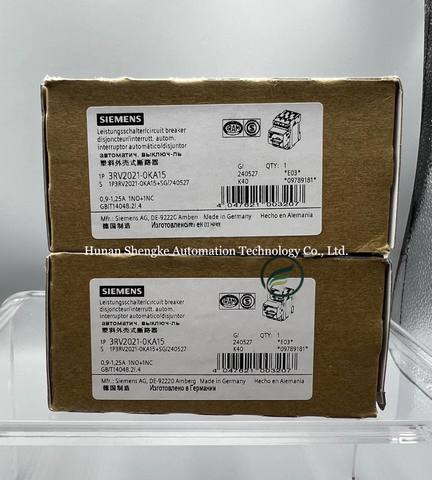 SIEMENS
Leistungsschalter/circuit breaker
disjoncteur/interrutt. autom.
interruptor automático/disjuntor
автоматич. выключ-ль
塑料外壳式断路器
G/ QTY: 1
1P 3RV2021-0KA15 240527 *E03*
S 1P3RV2021-0KA15+SG/240527 K40 *09789181*
0,9-1,25A 1NO+1NC
GB/T14048.2/.4
4 047621 003207
Mfr.: Siemens AG, DE-92220 Amberg Made in Germany Hecho en Alemania
德国制造
Hunan Shengke Automation Technology Co., Ltd.
SIEMENS
Leistungsschalter/circuit breaker
disjoncteur/interrutt. autom.
interruptor automático/disjuntor
автоматич. выключ-ль
塑料外壳式断路器
G/ QTY: 1
1P 3RV2021-0KA15 240527 *E03*
S 1P3RV2021-0KA15+SG/240527 K40 *09789181*
0,9-1,25A 1NO+1NC
GB/T14048.2/.4
4 047621 003207
Mfr.: Siemens AG, DE-92220 Amberg Made in Germany Hecho en Alemania
德国制造 Изготовлено в Германии